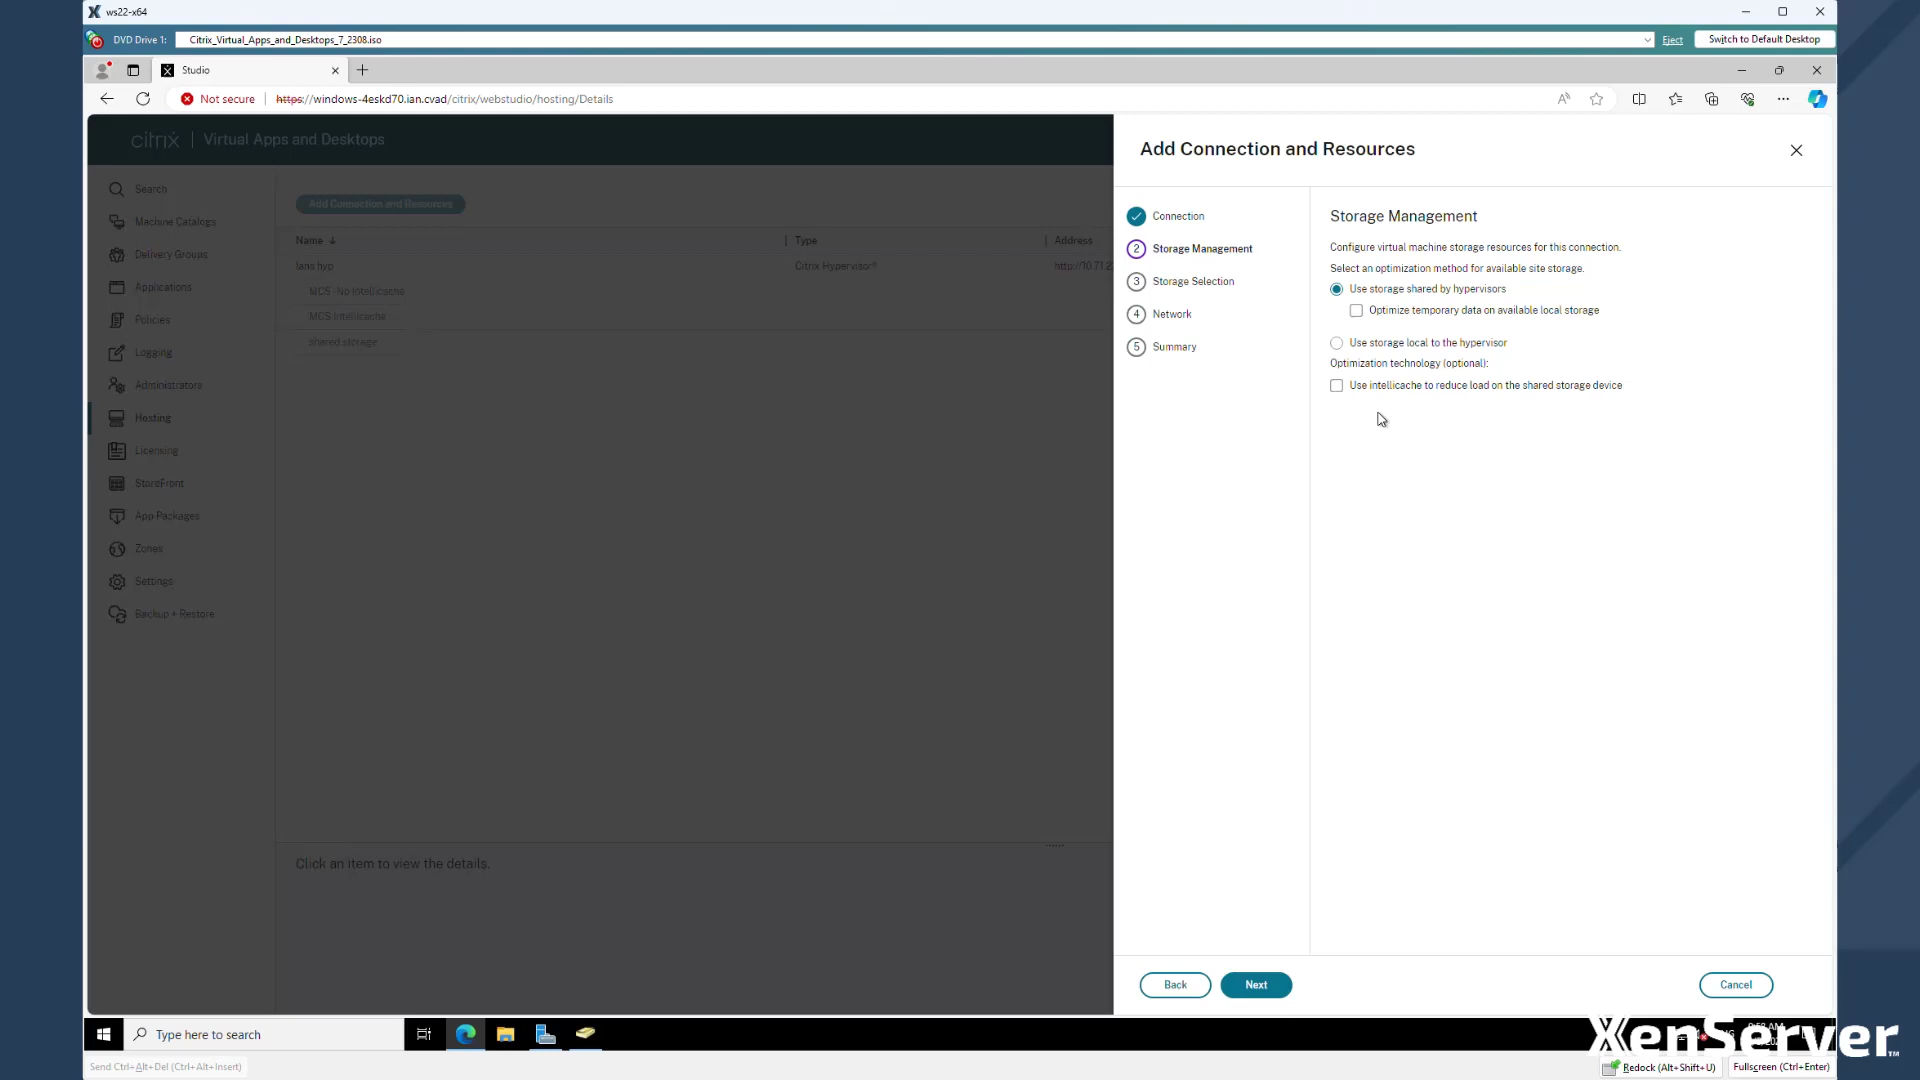 ws22-x64
DVD Drive 1: Citrix_Virtual_Apps_and_Desktops_7_2308.iso Eject Switch to Default Desktop
Studio
Not secure https://windows-4eskd70.ian.cvad/citrix/webstudio/hosting/Details
citrix | Virtual Apps and Desktops
Search
Machine Catalogs
Delivery Groups
Applications
Policies
Logging
Administrators
Hosting
Licensing
StoreFront
App Packages
Zones
Settings
Backup + Restore
Add Connection and Resources
Name Type Address
Ians hyp Citrix Hypervisor® http://10.71.2
MCS No Intellicache
MCS Intellicache
shared storage
Click an item to view the details.
Add Connection and Resources
Connection
2 Storage Management
3 Storage Selection
4 Network
5 Summary
Storage Management
Configure virtual machine storage resources for this connection.
Select an optimization method for available site storage.
Use storage shared by hypervisors
Optimize temporary data on available local storage
Use storage local to the hypervisor
Optimization technology (optional):
Use intellicache to reduce load on the shared storage device
Back Next Cancel
Type here to search
XenServer™
Send Ctrl+Alt+Del (Ctrl+Alt+Insert) Redock (Alt+Shift+U) Fullscreen (Ctrl+Enter)